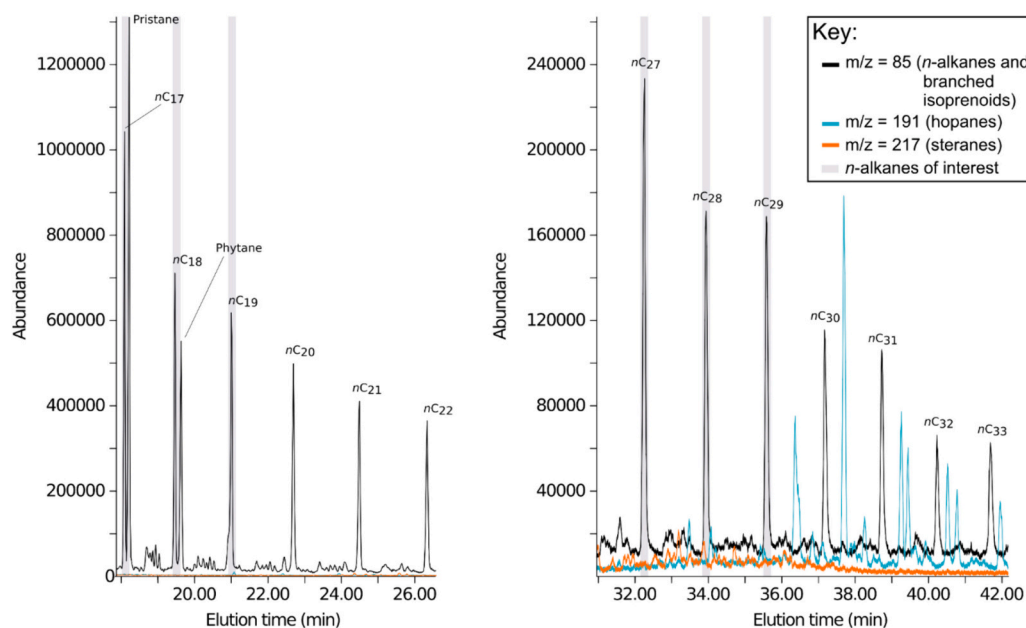 Pristane
nC17
nC18
Phytane
nC19
nC20
nC21
nC22
1200000
1000000
800000
600000
400000
200000
0
Abundance
20.00
22.00
24.00
26.00
Elution time (min)
Key:
m/z = 85 (n-alkanes and
branched
isoprenoids)
m/z = 191 (hopanes)
m/z = 217 (steranes)
n-alkanes of interest
nC27
nC28
nC29
nC30
nC31
nC32
nC33
240000
200000
160000
120000
80000
40000
Abundance
32.00
34.00
36.00
38.00
40.00
42.00
Elution time (min)